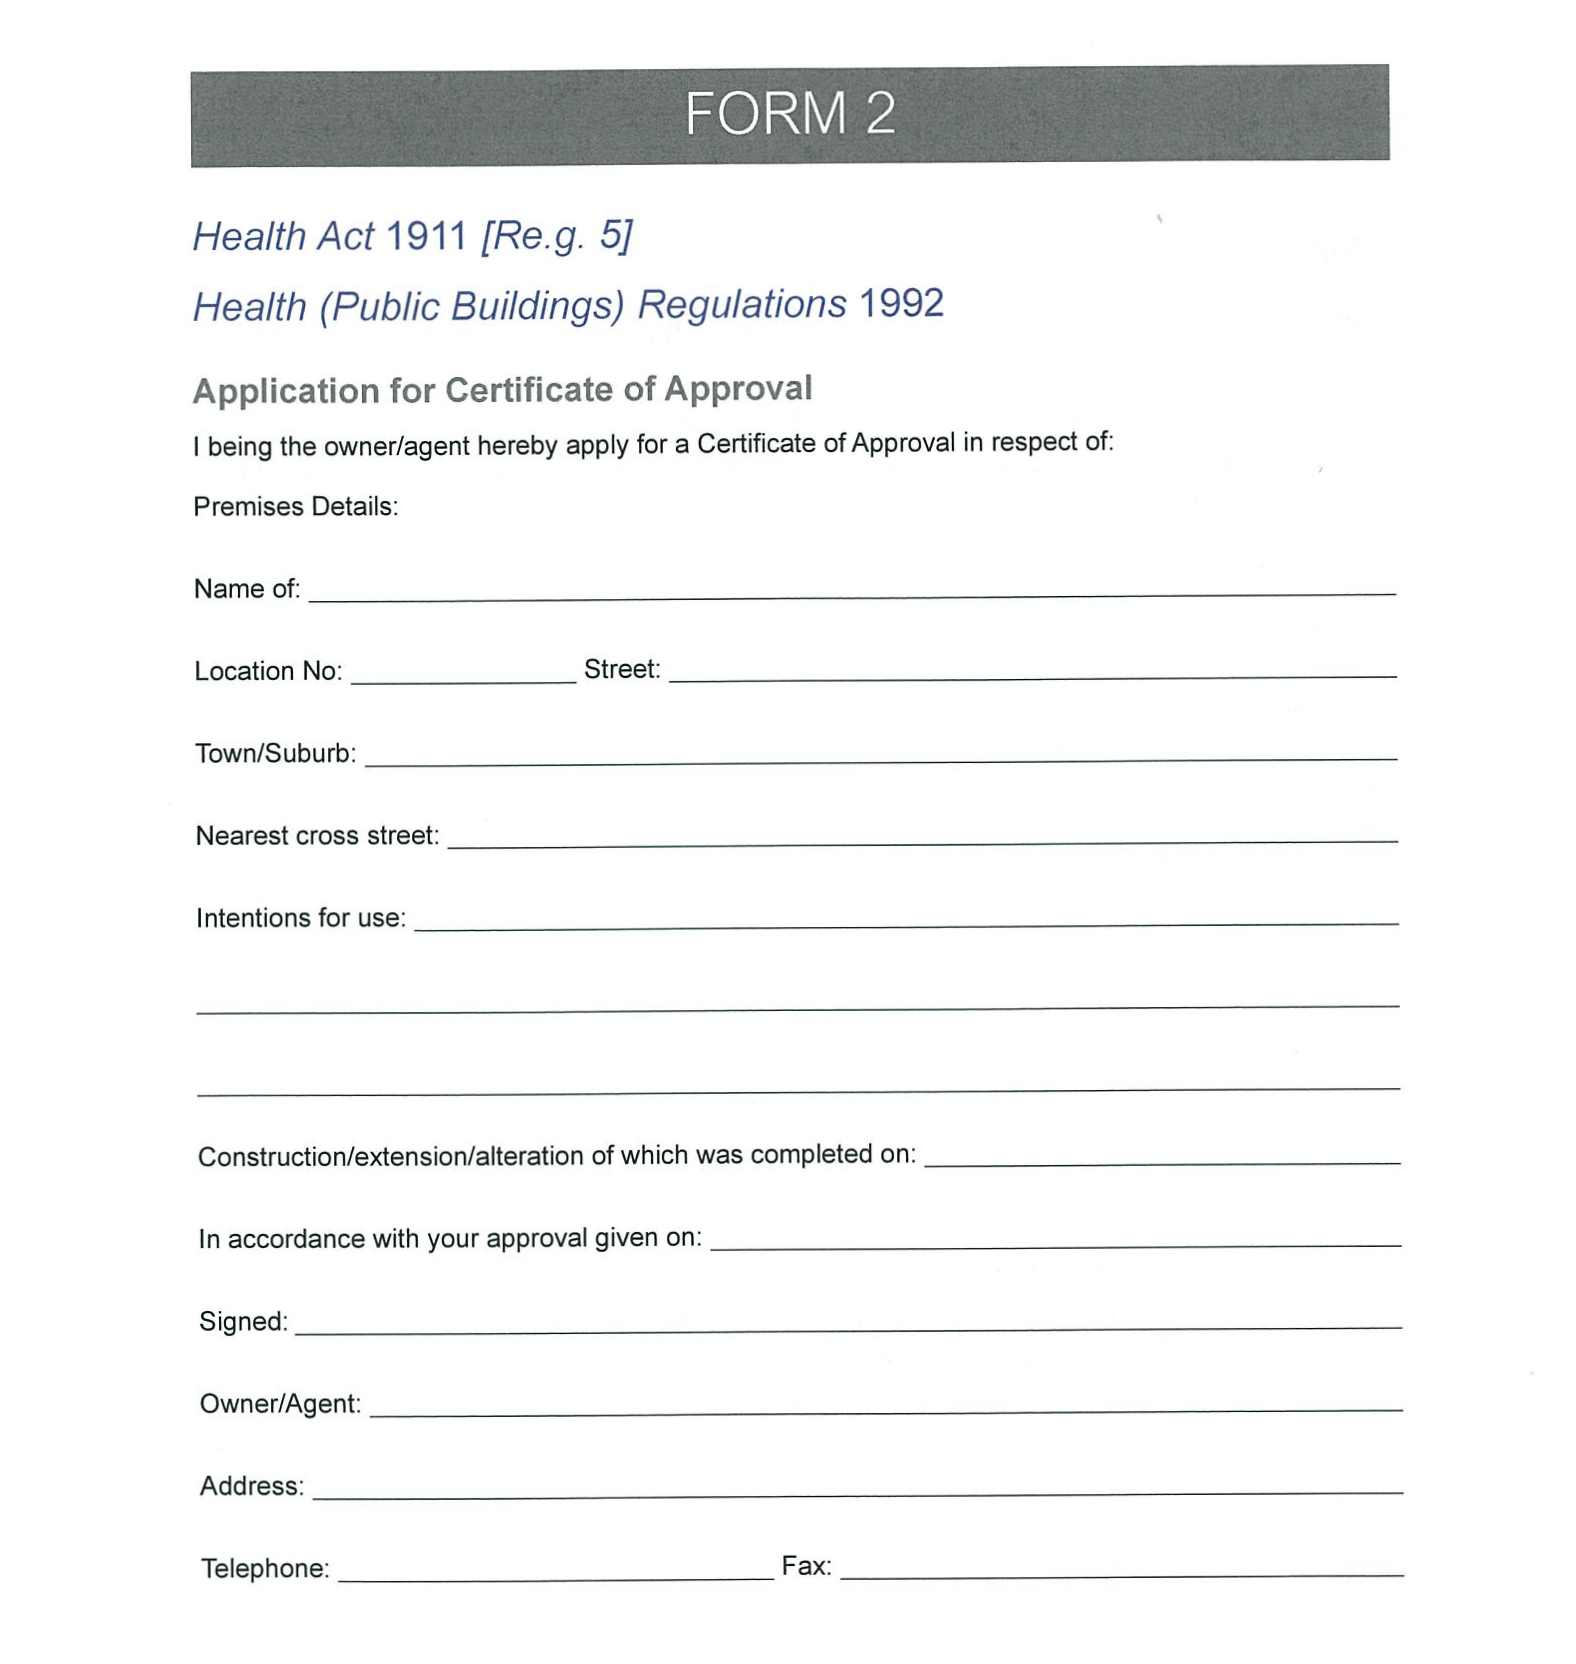 FORM 2
Health Act 1911 [Re.g. 5]
Health (Public Buildings) Regulations 1992
Application for Certificate of Approval
I being the owner/agent hereby apply for a Certificate of Approval in respect of:
Premises Details:
Name of:
Location No: Street:
Town/Suburb:
Nearest cross street:
Intentions for use:
Construction/extension/alteration of which was completed on:
In accordance with your approval given on:
Signed:
Owner/Agent:
Address:
Telephone: Fax: